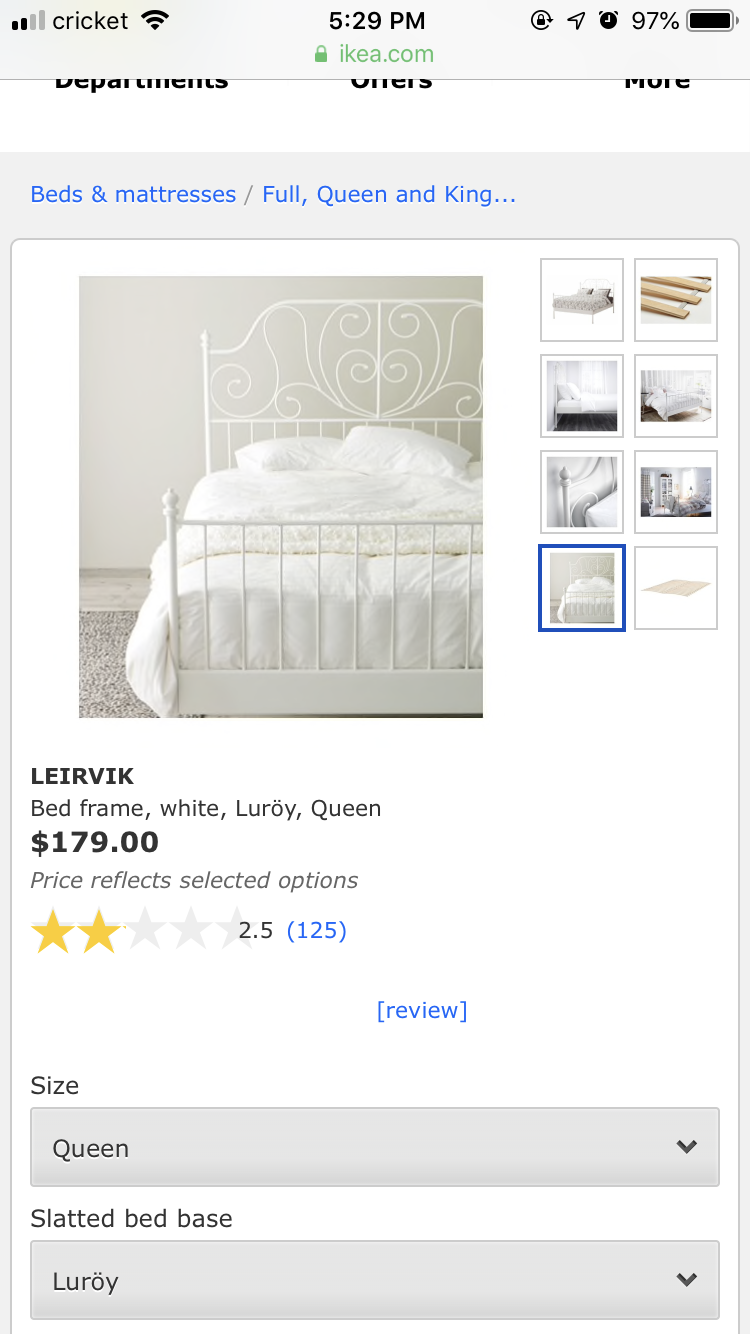 cricket 5:29 PM 97%
ikea.com
Departments Offers More
Beds & mattresses / Full, Queen and King...
LEIRVIK
Bed frame, white, Luröy, Queen
$179.00
Price reflects selected options
2.5 (125)
[review]
Size
Queen
Slatted bed base
Luröy